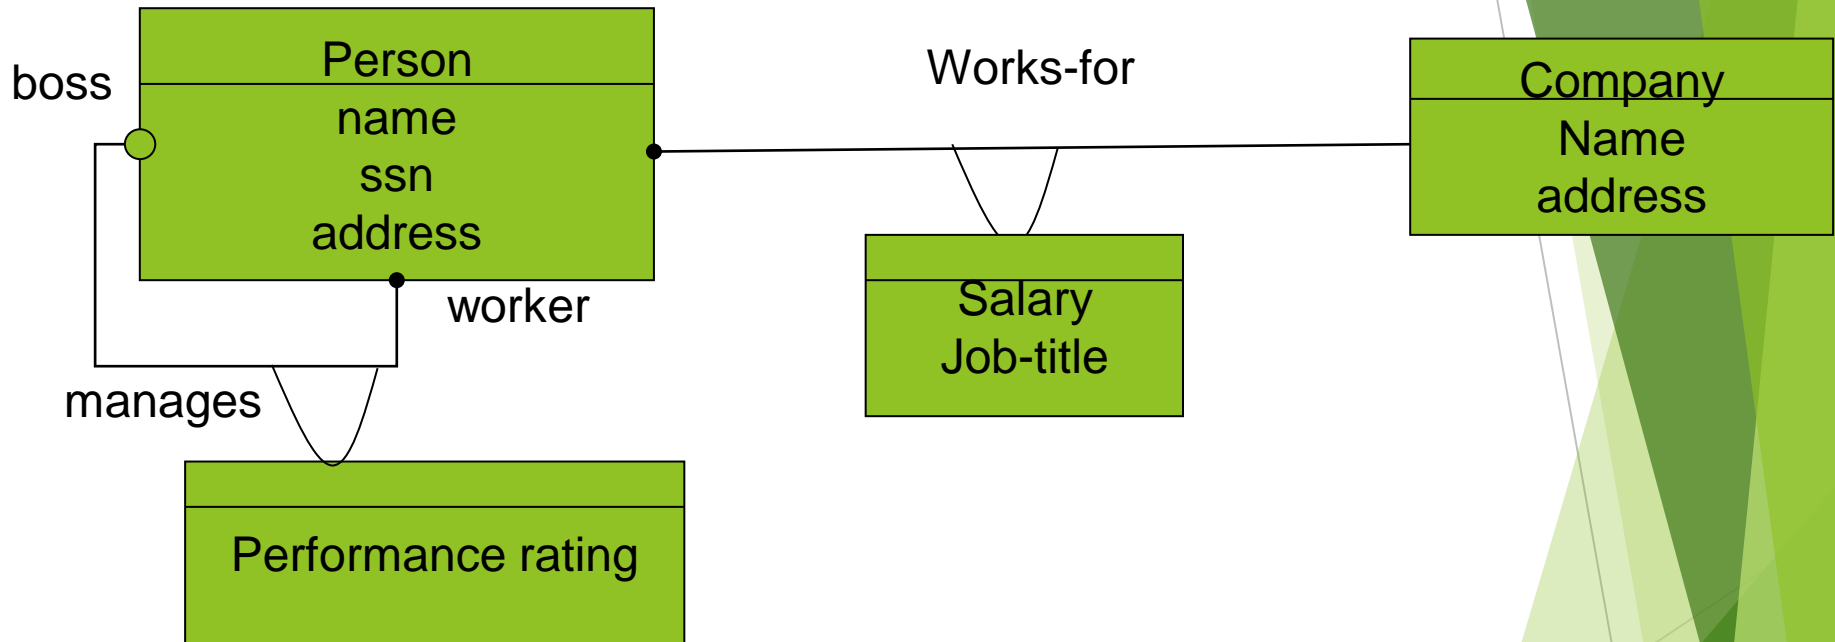 boss
Person
name
ssn
address
worker
manages
Performance rating
Works-for
Salary
Job-title
Company
Name
address